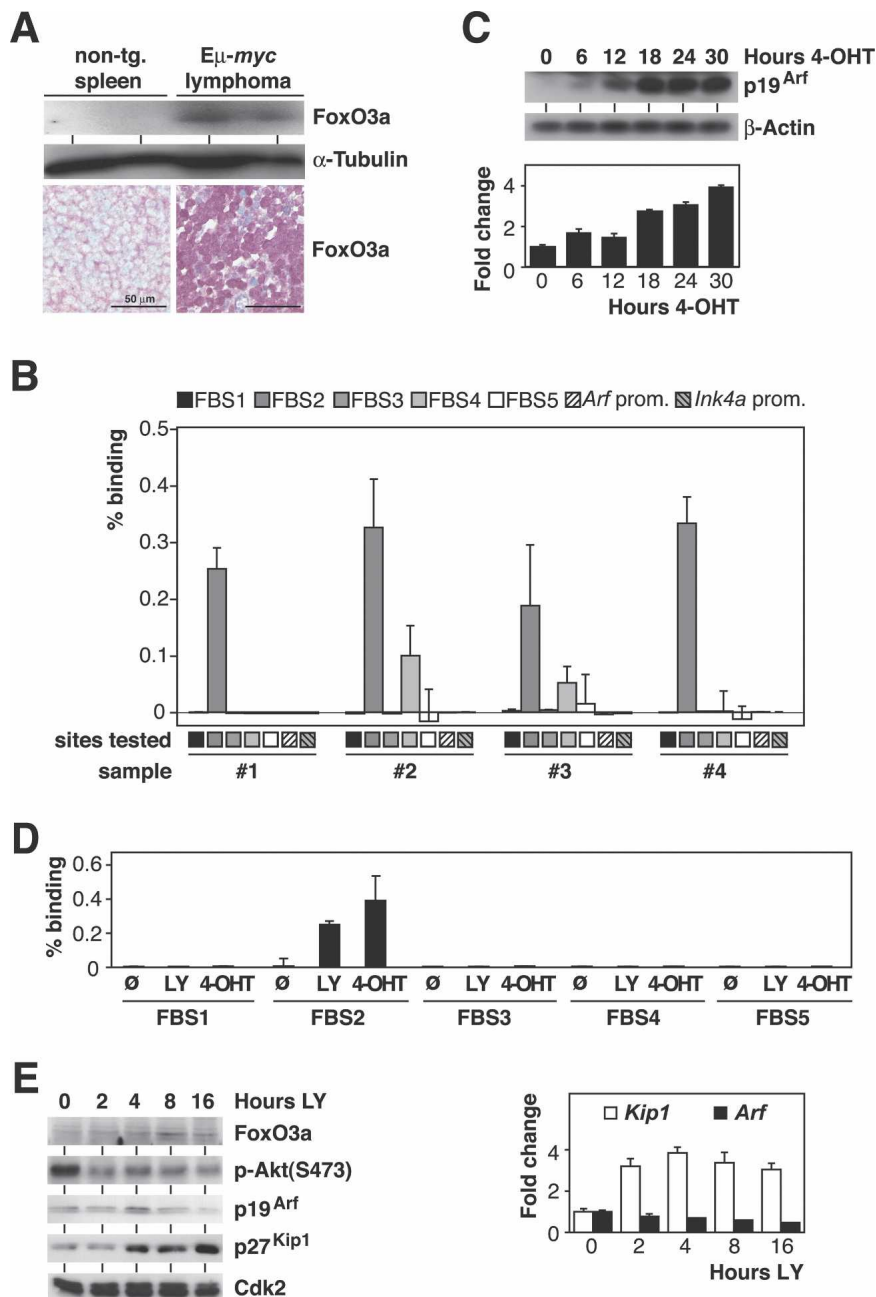 A
non-tg. spleen
Eμ-myc lymphoma
FoxO3a
α-Tubulin
FoxO3a
50 μm
C
0 6 12 18 24 30 Hours 4-OHT
p19Arf
β-Actin
Fold change
4
2
0
0 6 12 18 24 30
Hours 4-OHT
B
FBS1 FBS2 FBS3 FBS4 FBS5 Arf prom. Ink4a prom.
% binding
0.5
0.4
0.3
0.2
0.1
0
sites tested
sample #1 #2 #3 #4
D
% binding
0.6
0.4
0.2
0
Ø LY 4-OHT Ø LY 4-OHT Ø LY 4-OHT Ø LY 4-OHT Ø LY 4-OHT
FBS1 FBS2 FBS3 FBS4 FBS5
E
0 2 4 8 16 Hours LY
FoxO3a
p-Akt(S473)
p19Arf
p27Kip1
Cdk2
Kip1 Arf
Fold change
4
2
0
0 2 4 8 16
Hours LY